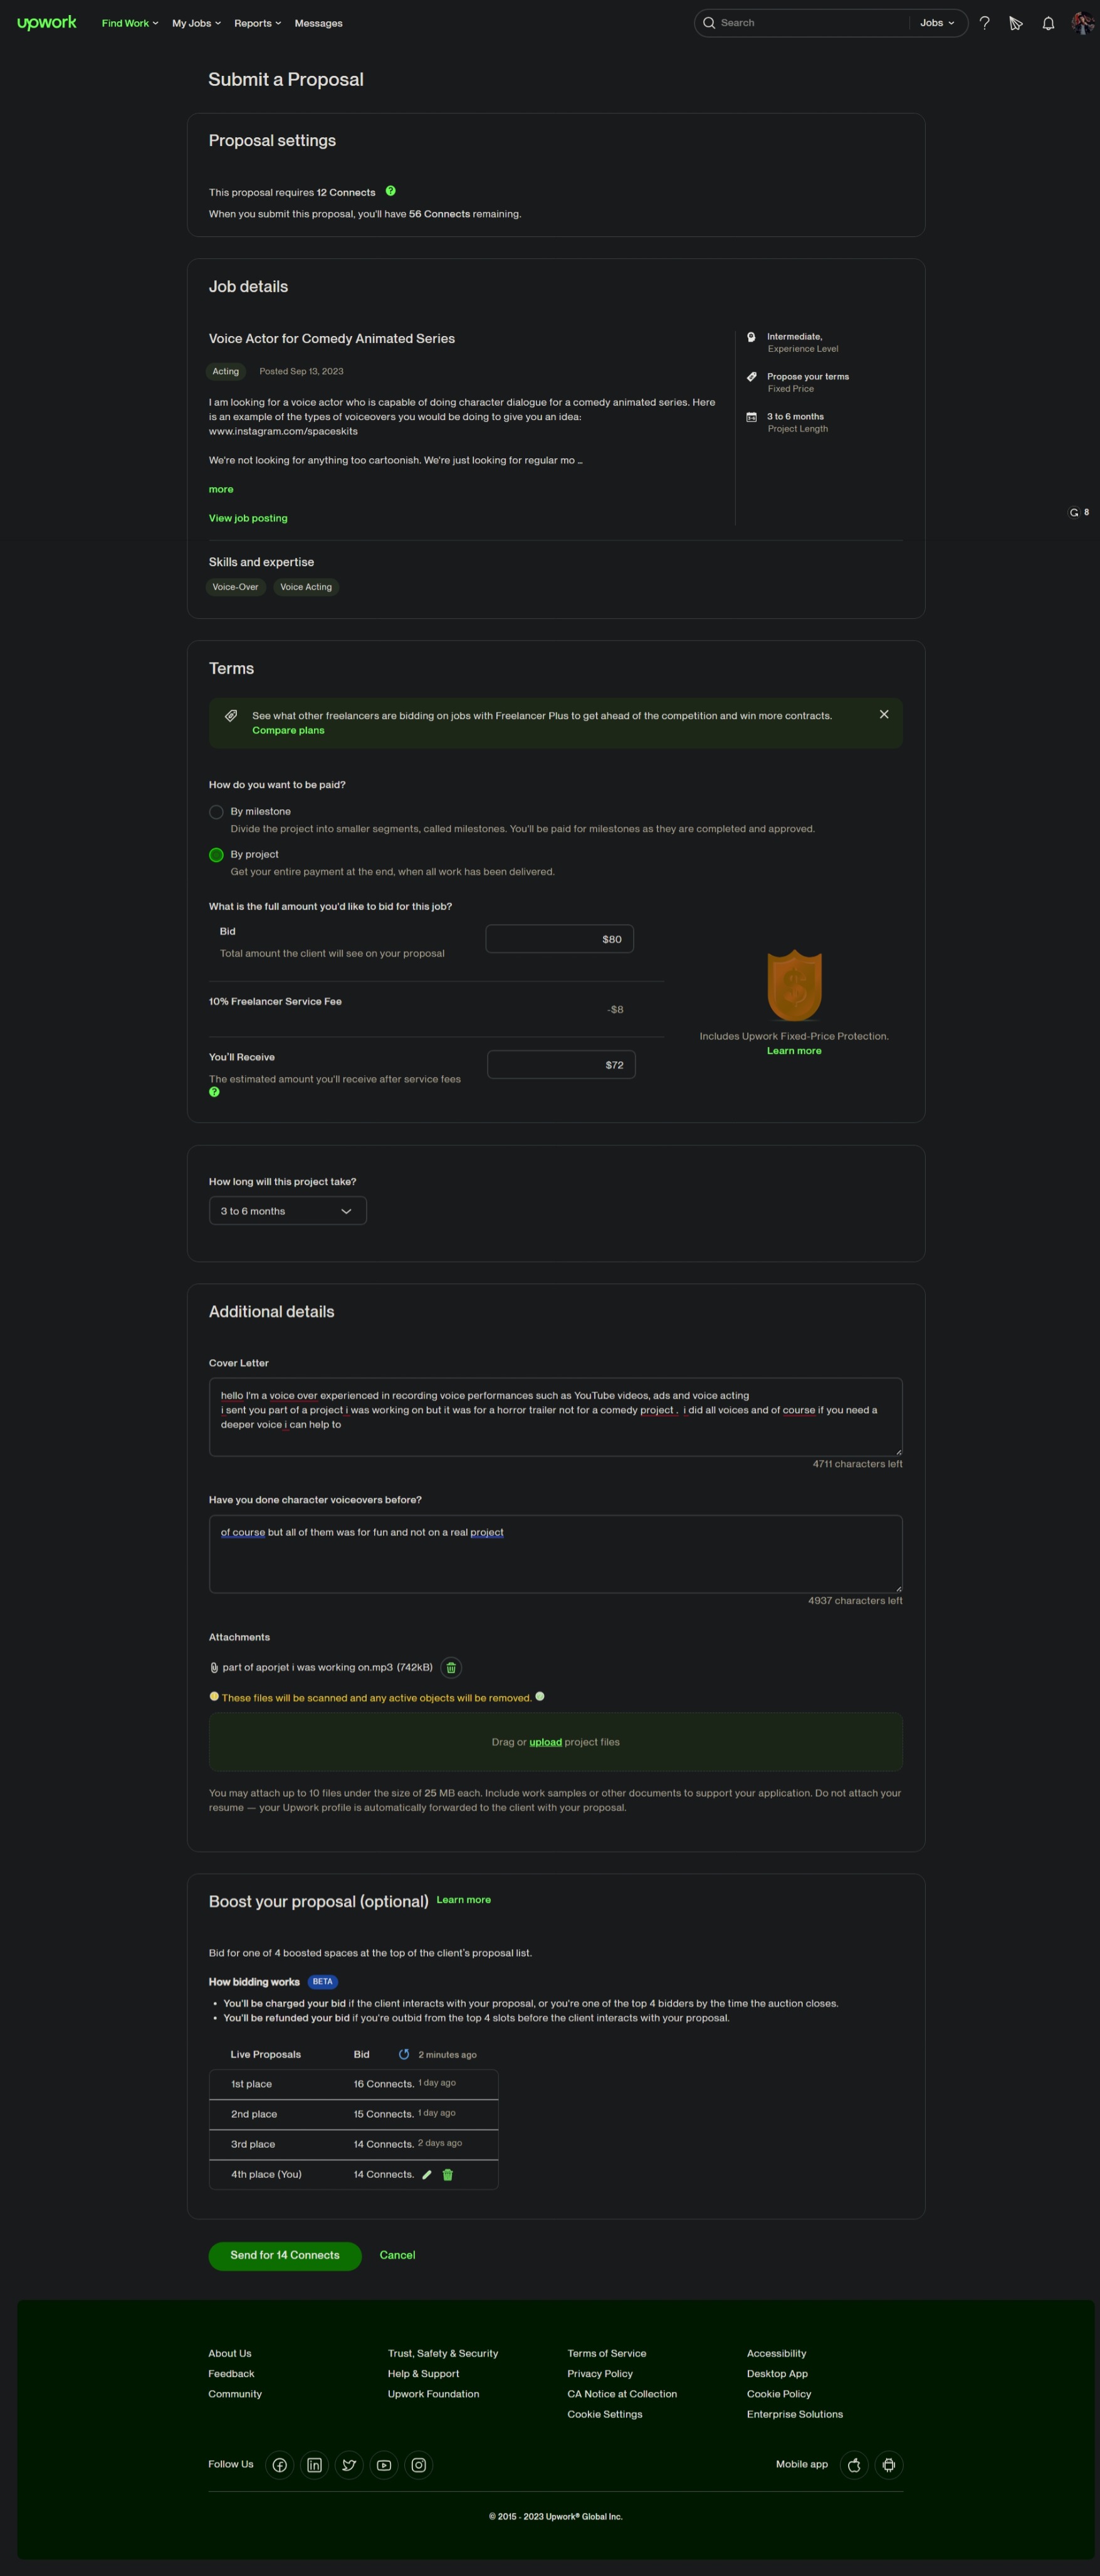 upwork
Find Work
My Jobs
Reports
Messages
Search
Jobs
Submit a Proposal
Proposal settings
This proposal requires 12 Connects
When you submit this proposal, you'll have 56 Connects remaining.
Job details
Voice Actor for Comedy Animated Series
Acting
Posted Sep 13, 2023
I am looking for a voice actor who is capable of doing character dialogue for a comedy animated series. Here
is an example of the types of voiceovers you would be doing to give you an idea:
www.instagram.com/spaceskits
We're not looking for anything too cartoonish. We're just looking for regular mo ...
more
View job posting
Intermediate,
Experience Level
Propose your terms
Fixed Price
3 to 6 months
Project Length
8
Skills and expertise
Voice-Over
Voice Acting
Terms
See what other freelancers are bidding on jobs with Freelancer Plus to get ahead of the competition and win more contracts.
Compare plans
How do you want to be paid?
By milestone
Divide the project into smaller segments, called milestones. You'll be paid for milestones as they are completed and approved.
By project
Get your entire payment at the end, when all work has been delivered.
What is the full amount you'd like to bid for this job?
Bid
Total amount the client will see on your proposal
$80
10% Freelancer Service Fee
-$8
You'll Receive
The estimated amount you'll receive after service fees
$72
Includes Upwork Fixed-Price Protection.
Learn more
How long will this project take?
3 to 6 months
Additional details
Cover Letter
hello I'm a voice over experienced in recording voice performances such as YouTube videos, ads and voice acting
i sent you part of a project i was working on but it was for a horror trailer not for a comedy project .  i did all voices and of course if you need a
deeper voice i can help to
4711 characters left
Have you done character voiceovers before?
of course but all of them was for fun and not on a real project
4937 characters left
Attachments
part of aporjet i was working on.mp3 (742kB)
These files will be scanned and any active objects will be removed.
Drag or upload project files
You may attach up to 10 files under the size of 25 MB each. Include work samples or other documents to support your application. Do not attach your
resume — your Upwork profile is automatically forwarded to the client with your proposal.
Boost your proposal (optional) Learn more
Bid for one of 4 boosted spaces at the top of the client's proposal list.
How bidding works BETA
• You'll be charged your bid if the client interacts with your proposal, or you're one of the top 4 bidders by the time the auction closes.
• You'll be refunded your bid if you're outbid from the top 4 slots before the client interacts with your proposal.
Live Proposals Bid 2 minutes ago
1st place 16 Connects. 1 day ago
2nd place 15 Connects. 1 day ago
3rd place 14 Connects. 2 days ago
4th place (You) 14 Connects.
Send for 14 Connects
Cancel
About Us
Feedback
Community
Trust, Safety & Security
Help & Support
Upwork Foundation
Terms of Service
Privacy Policy
CA Notice at Collection
Cookie Settings
Accessibility
Desktop App
Cookie Policy
Enterprise Solutions
Follow Us
Mobile app
© 2015 - 2023 Upwork® Global Inc.